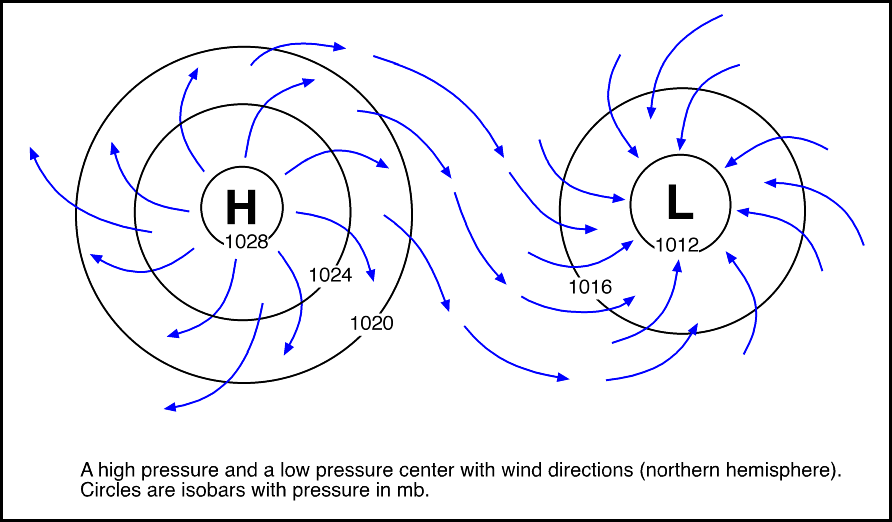 H
L
1028
1012
1024
1016
1020
A high pressure and a low pressure center with wind directions (northern hemisphere).
Circles are isobars with pressure in mb.